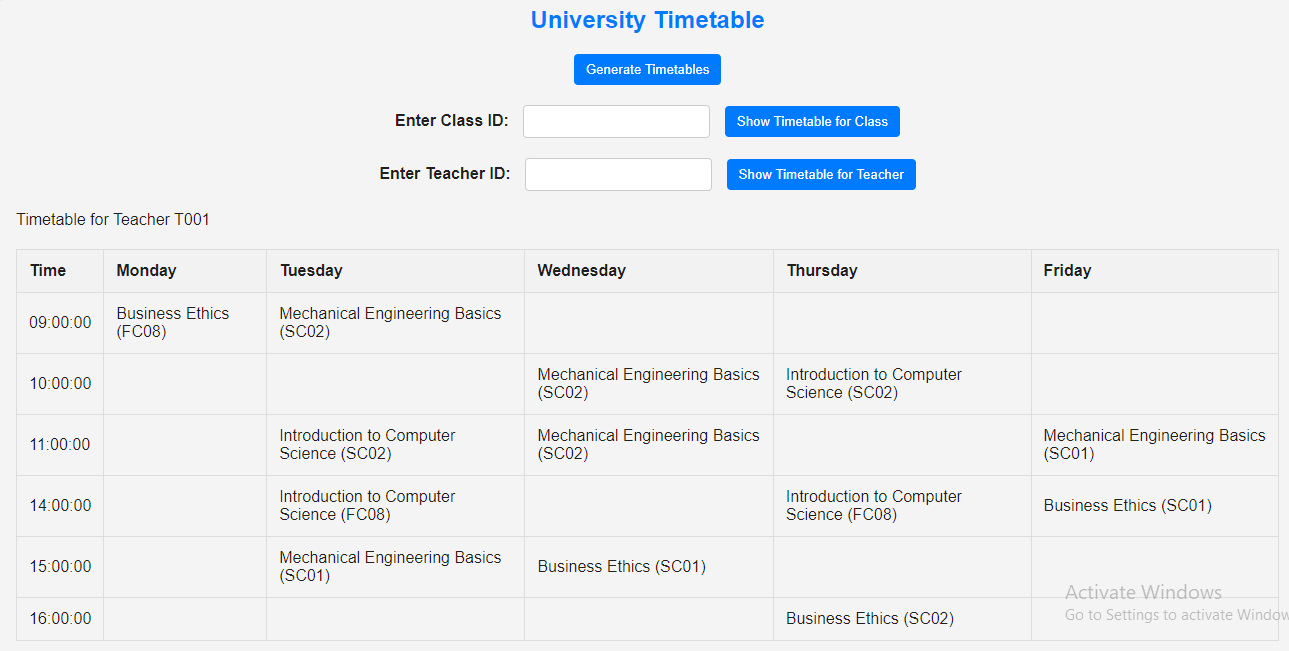 University Timetable
Generate Timetables
Enter Class ID: Show Timetable for Class
Enter Teacher ID: Show Timetable for Teacher
Timetable for Teacher T001
Time Monday Tuesday Wednesday Thursday Friday
09:00:00 Business Ethics (FC08) Mechanical Engineering Basics (SC02)
10:00:00 Mechanical Engineering Basics (SC02) Introduction to Computer Science (SC02)
11:00:00 Introduction to Computer Science (SC02) Mechanical Engineering Basics (SC02) Mechanical Engineering Basics (SC01)
14:00:00 Introduction to Computer Science (FC08) Introduction to Computer Science (FC08) Business Ethics (SC01)
15:00:00 Mechanical Engineering Basics (SC01) Business Ethics (SC01)
16:00:00 Business Ethics (SC02)
Activate Windows
Go to Settings to activate Window